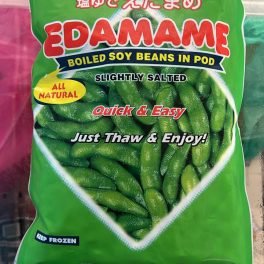 塩ゆでえだまめ
EDAMAME
BOILED SOY BEANS IN POD
SLIGHTLY SALTED
ALL
NATURAL
Quick & Easy
Just Thaw & Enjoy!
KEEP FROZEN